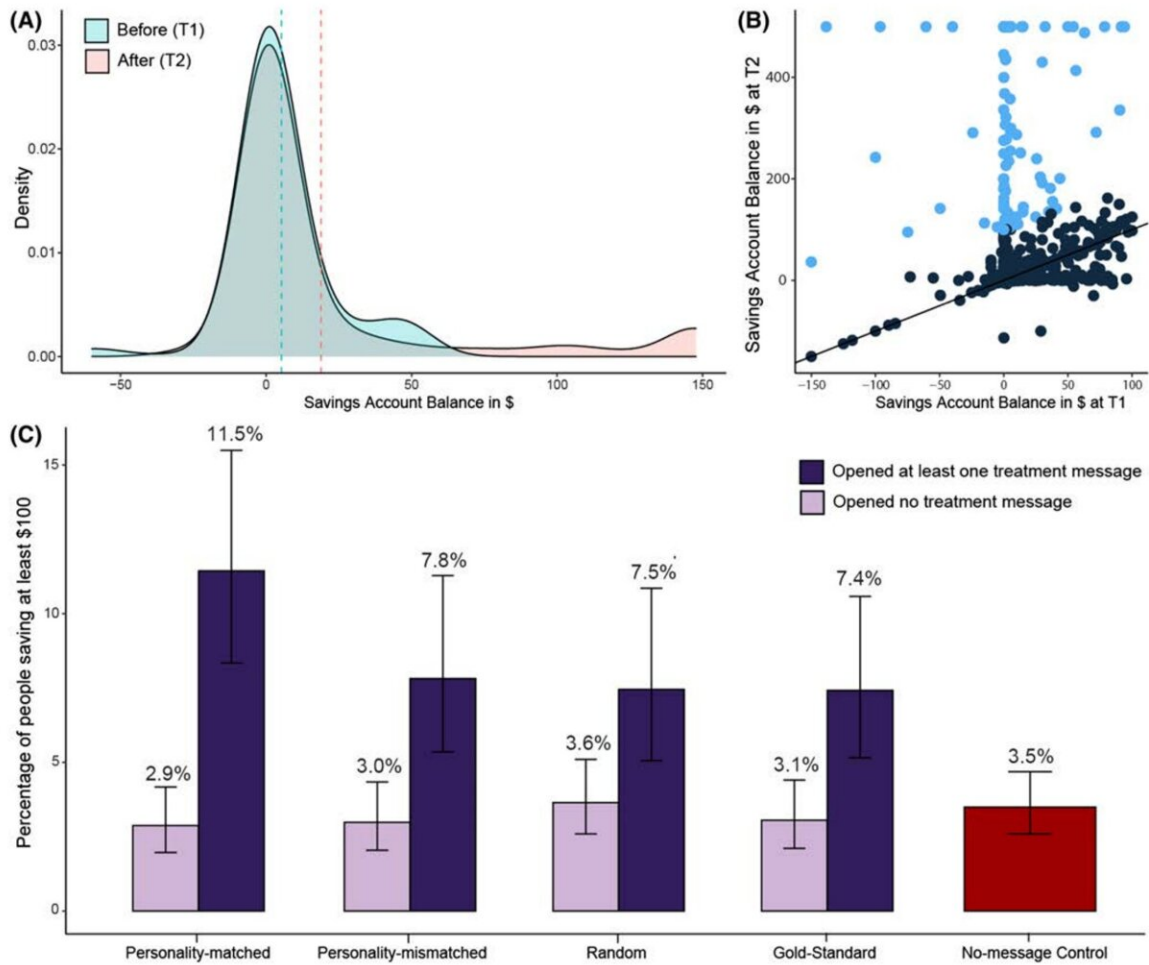 (A)
Before (T1)
After (T2)
Density
0.03
0.02
0.01
0.00
−50
0
50
100
150
Savings Account Balance in $
(B)
Savings Account Balance in $ at T2
400
200
0
−150
−100
−50
0
50
100
Savings Account Balance in $ at T1
(C)
Percentage of people saving at least $100
15
10
5
0
Opened at least one treatment message
Opened no treatment message
2.9%
11.5%
3.0%
7.8%
3.6%
7.5%
3.1%
7.4%
3.5%
Personality-matched
Personality-mismatched
Random
Gold-Standard
No-message Control